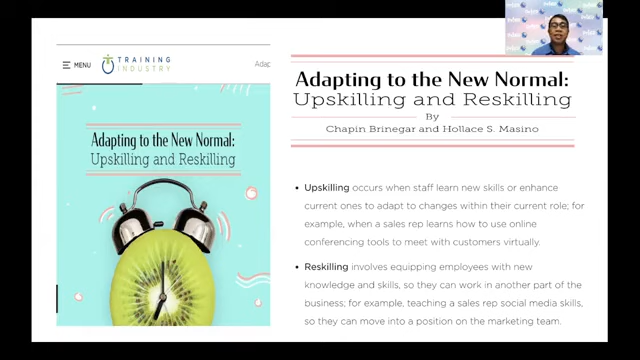 MENU
TRAINING
INDUSTRY
Adap
Adapting to the New Normal:
Upskilling and Reskilling
Adapting to the New Normal:
Upskilling and Reskilling
By
Chapin Brinegar and Hollace S. Masino
• Upskilling occurs when staff learn new skills or enhance
current ones to adapt to changes within their current role; for
example, when a sales rep learns how to use online
conferencing tools to meet with customers virtually.
• Reskilling involves equipping employees with new
knowledge and skills, so they can work in another part of the
business; for example, teaching a sales rep social media skills,
so they can move into a position on the marketing team.